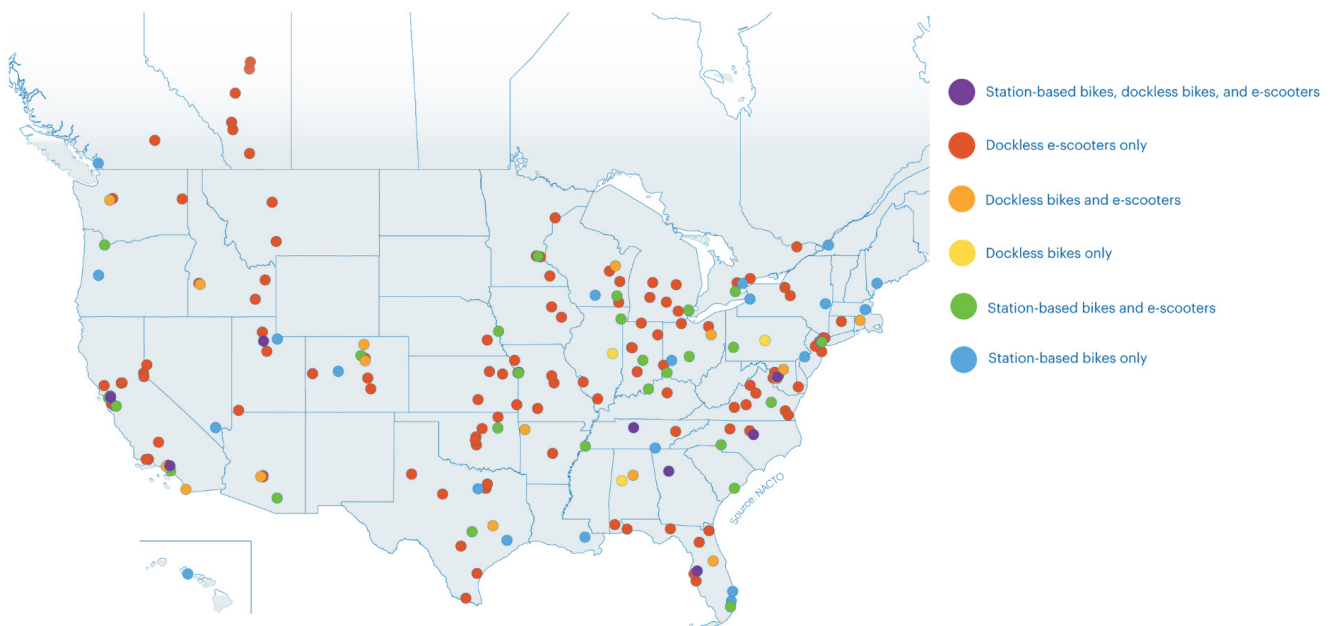 Station-based bikes, dockless bikes, and e-scooters
Dockless e-scooters only
Dockless bikes and e-scooters
Dockless bikes only
Station-based bikes and e-scooters
Station-based bikes only
Source: NACTO